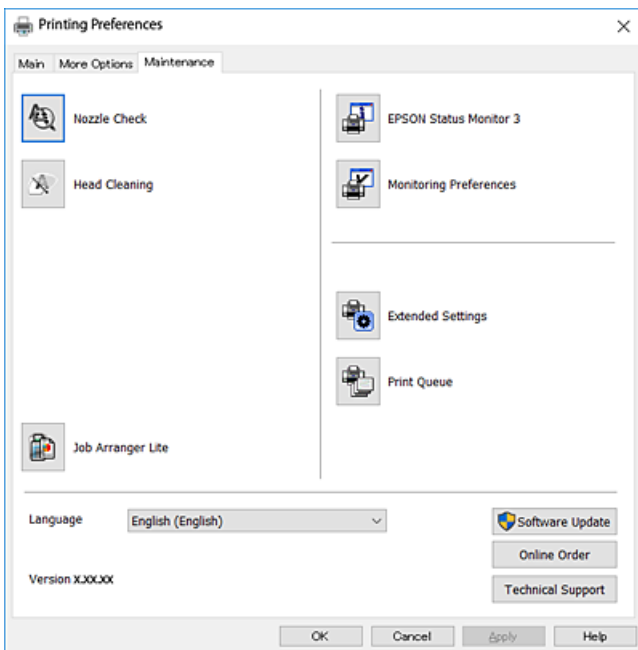 Printing Preferences
Main More Options Maintenance
Nozzle Check
EPSON Status Monitor 3
Head Cleaning
Monitoring Preferences
Extended Settings
Print Queue
Job Arranger Lite
Language English (English)
Software Update
Online Order
Version X.XX.XX
Technical Support
OK Cancel Apply Help